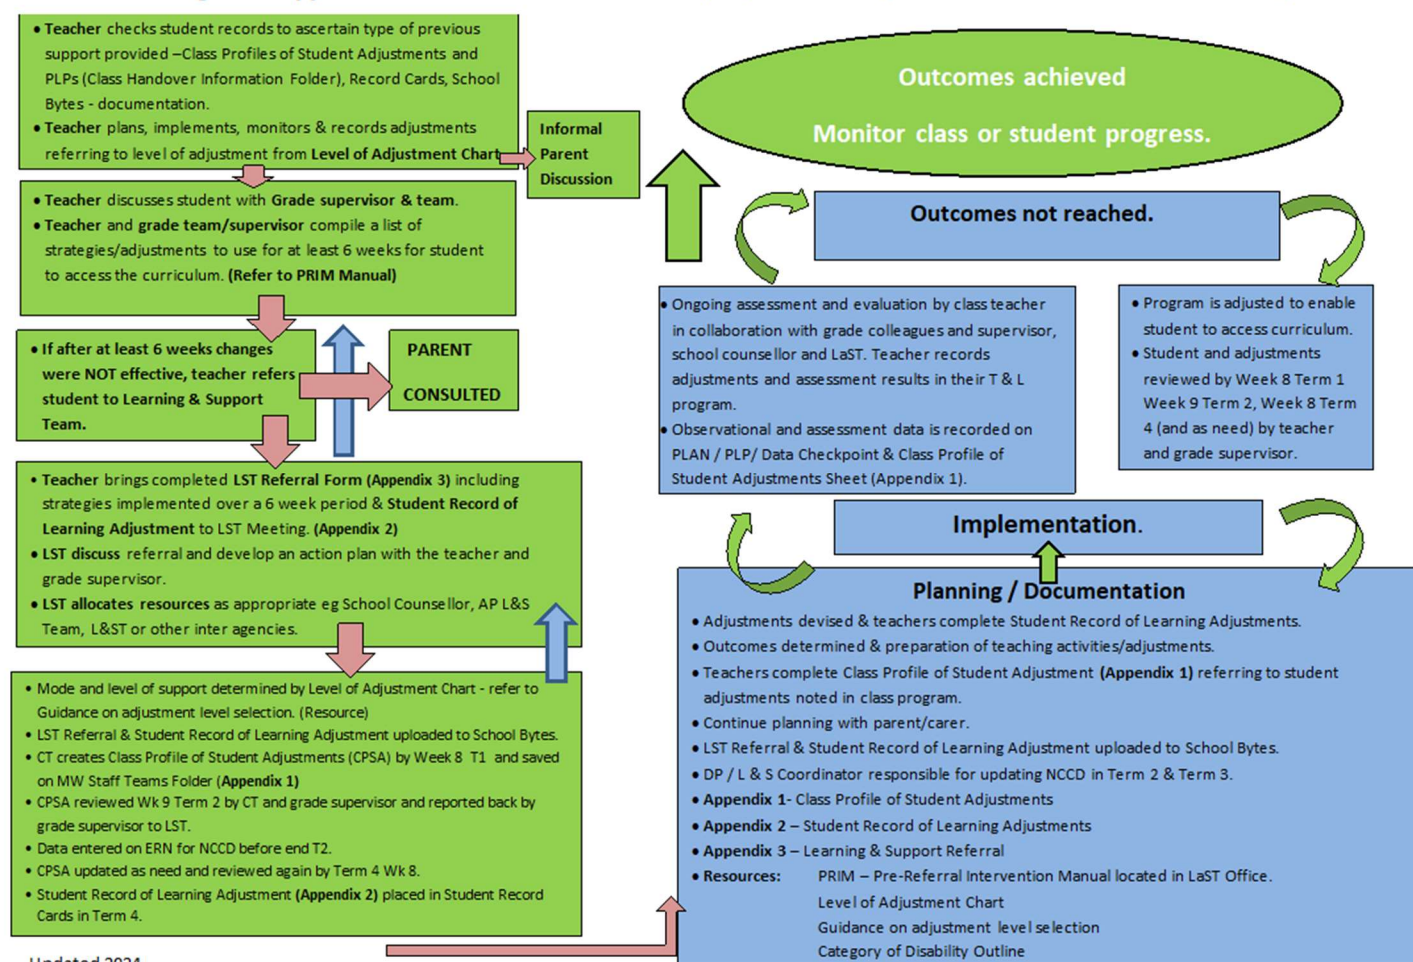 • Teacher checks student records to ascertain type of previous
support provided –Class Profiles of Student Adjustments and
PLPs (Class Handover Information Folder), Record Cards, School
Bytes - documentation.
• Teacher plans, implements, monitors & records adjustments
referring to level of adjustment from Level of Adjustment Chart
Informal
Parent
Discussion
• Teacher discusses student with Grade supervisor & team.
• Teacher and grade team/supervisor compile a list of
strategies/adjustments to use for at least 6 weeks for student
to access the curriculum. (Refer to PRIM Manual)
• If after at least 6 weeks changes
were NOT effective, teacher refers
student to Learning & Support
Team.
PARENT
CONSULTED
• Teacher brings completed LST Referral Form (Appendix 3) including
strategies implemented over a 6 week period & Student Record of
Learning Adjustment to LST Meeting. (Appendix 2)
• LST discuss referral and develop an action plan with the teacher and
grade supervisor.
• LST allocates resources as appropriate eg School Counsellor, AP L&S
Team, L&ST or other inter agencies.
• Mode and level of support determined by Level of Adjustment Chart - refer to
Guidance on adjustment level selection. (Resource)
• LST Referral & Student Record of Learning Adjustment uploaded to School Bytes.
• CT creates Class Profile of Student Adjustments (CPSA) by Week 8 T1 and saved
on MW Staff Teams Folder (Appendix 1)
• CPSA reviewed Wk 9 Term 2 by CT and grade supervisor and reported back by
grade supervisor to LST.
• Data entered on ERN for NCCD before end T2.
• CPSA updated as need and reviewed again by Term 4 Wk 8.
• Student Record of Learning Adjustment (Appendix 2) placed in Student Record
Cards in Term 4.
Updated 2024
Outcomes achieved
Monitor class or student progress.
Outcomes not reached.
• Ongoing assessment and evaluation by class teacher
in collaboration with grade colleagues and supervisor,
school counsellor and LaST. Teacher records
adjustments and assessment results in their T & L
program.
• Observational and assessment data is recorded on
PLAN / PLP/ Data Checkpoint & Class Profile of
Student Adjustments Sheet (Appendix 1).
• Program is adjusted to enable
student to access curriculum.
• Student and adjustments
reviewed by Week 8 Term 1
Week 9 Term 2, Week 8 Term
4 (and as need) by teacher
and grade supervisor.
Implementation.
Planning / Documentation
• Adjustments devised & teachers complete Student Record of Learning Adjustments.
• Outcomes determined & preparation of teaching activities/adjustments.
• Teachers complete Class Profile of Student Adjustment (Appendix 1) referring to student
adjustments noted in class program.
• Continue planning with parent/carer.
• LST Referral & Student Record of Learning Adjustment uploaded to School Bytes.
• DP / L & S Coordinator responsible for updating NCCD in Term 2 & Term 3.
• Appendix 1- Class Profile of Student Adjustments
• Appendix 2 – Student Record of Learning Adjustments
• Appendix 3 – Learning & Support Referral
• Resources: PRIM – Pre-Referral Intervention Manual located in LaST Office.
Level of Adjustment Chart
Guidance on adjustment level selection
Category of Disability Outline